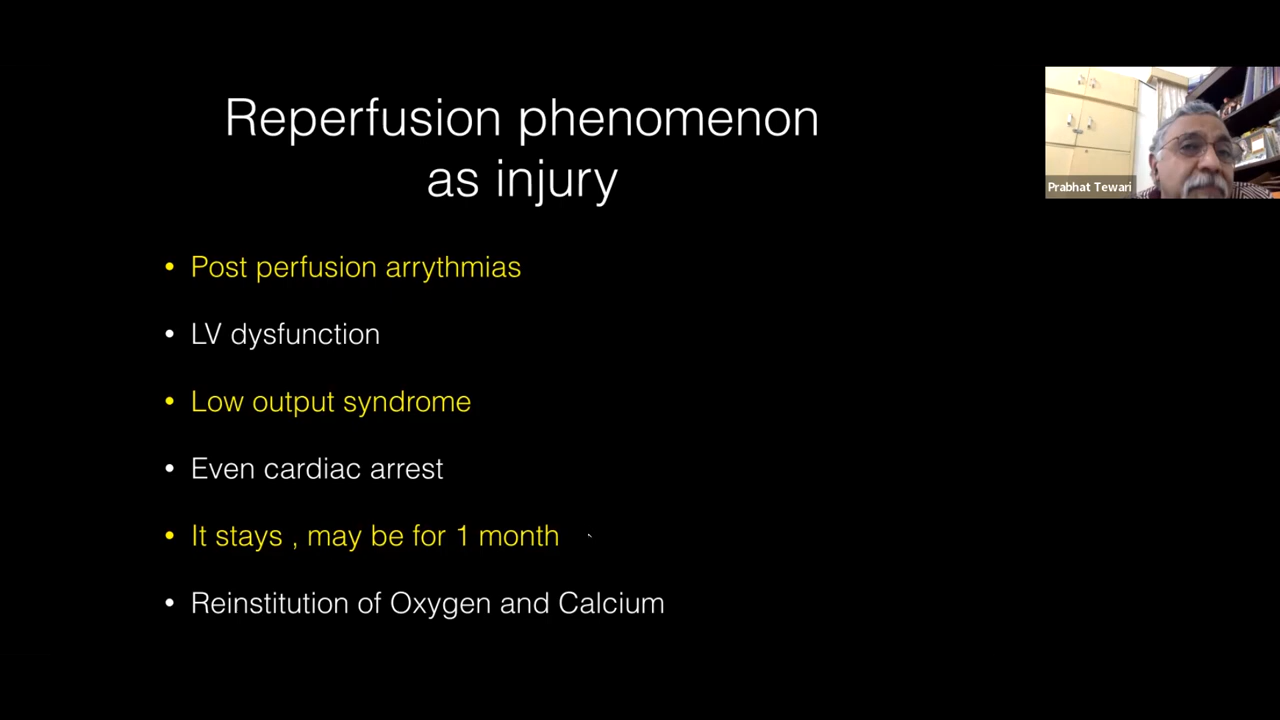 Reperfusion phenomenon
as injury
Prabhat Tewari
• Post perfusion arrythmias
• LV dysfunction
• Low output syndrome
• Even cardiac arrest
• It stays , may be for 1 month
• Reinstitution of Oxygen and Calcium